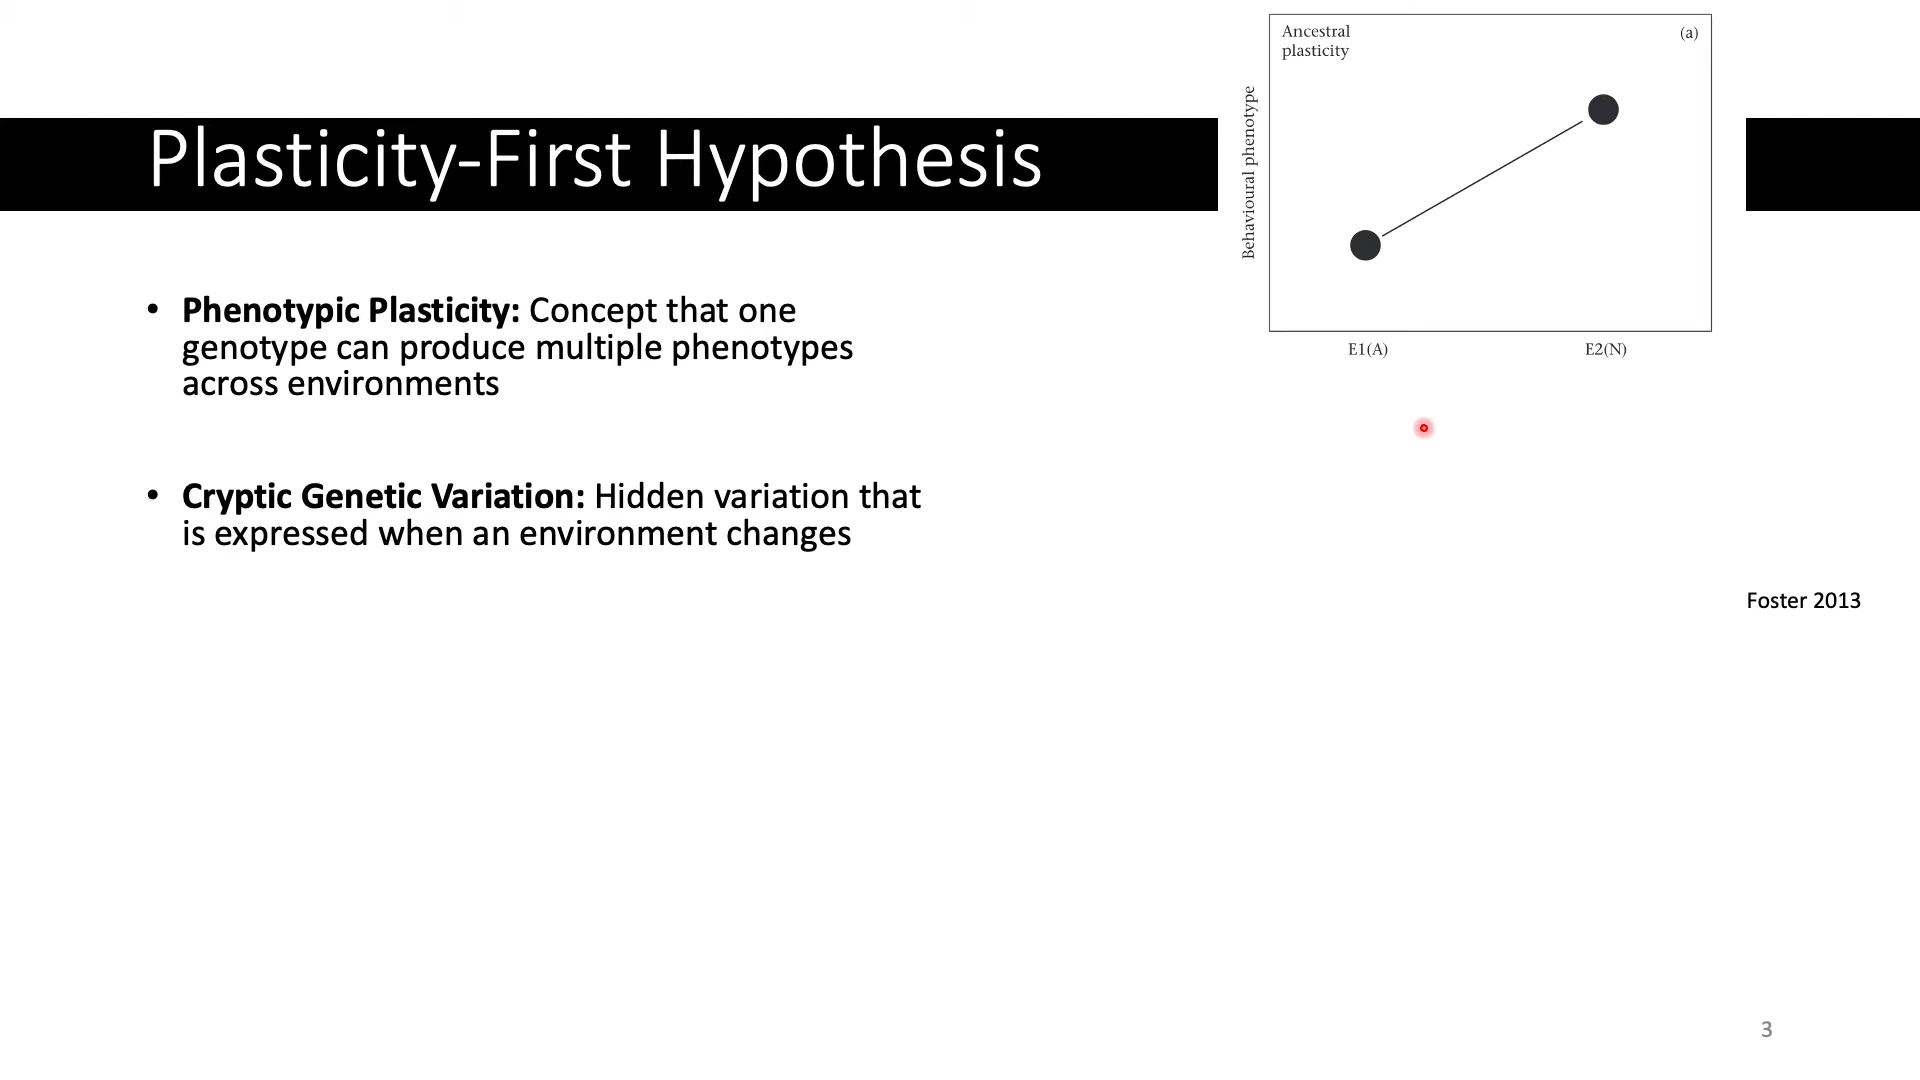 Plasticity-First Hypothesis
• Phenotypic Plasticity: Concept that one
genotype can produce multiple phenotypes
across environments
• Cryptic Genetic Variation: Hidden variation that
is expressed when an environment changes
Ancestral
plasticity
(a)
Behavioural phenotype
E1(A)
E2(N)
Foster 2013
3